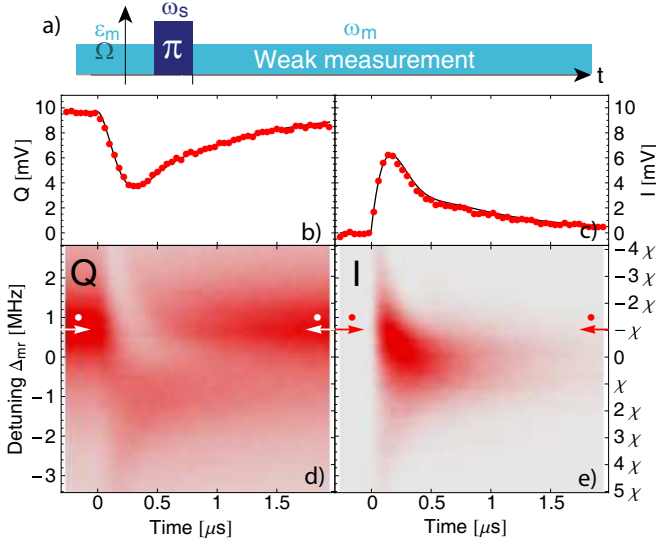 a)
ε_m
Ω
ω_s
π
ω_m
Weak measurement
t
10
8
6
4
2
0
Q [mV]
b)
10
8
6
4
2
0
I [mV]
c)
Q
2
1
0
−1
−2
−3
Detuning Δ_mr [MHz]
d)
I
−4 χ
−3 χ
−2 χ
−χ
0
χ
2 χ
3 χ
4 χ
5 χ
e)
0 0.5 1.0 1.5
Time [μs]
0 0.5 1.0 1.5
Time [μs]